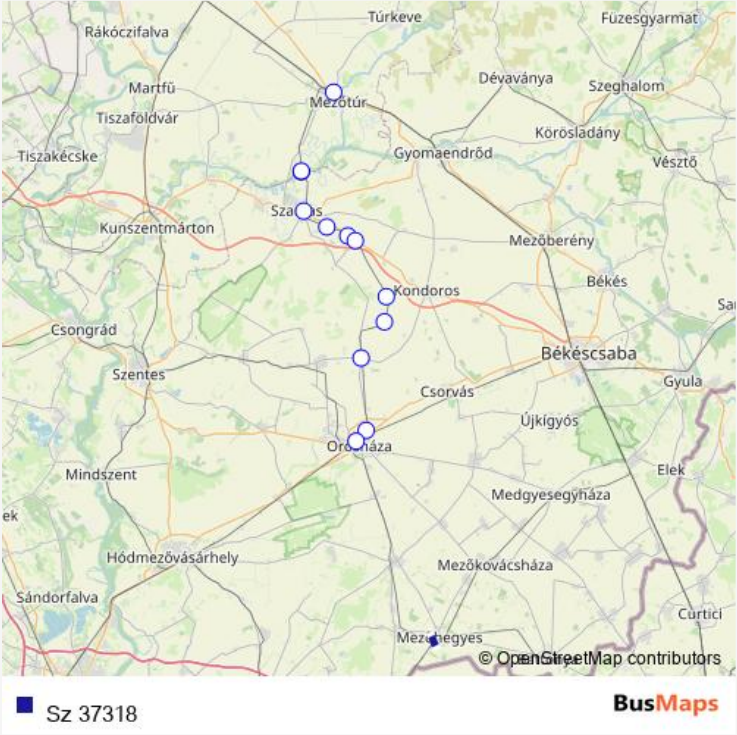 Túrkeve
Füzesgyarmat
Rákóczifalva
Dévaványa
Martfű
Szeghalom
Mezőtúr
Tiszaföldvár
Körösladány
Gyomaendrőd
Tiszakécske
Vésztő
Kunszentmárton
Mezőberény
Békés
Kondoros
Csongrád
Békéscsaba
Szentes
Gyula
Csorvás
Újkígyós
Orosháza
Elek
Mindszent
Medgyesegyháza
ek
Hódmezővásárhely
Mezőkovácsháza
Sándorfalva
Curtici
Mezőhegyes
© OpenStreetMap contributors
Sz 37318
BusMaps